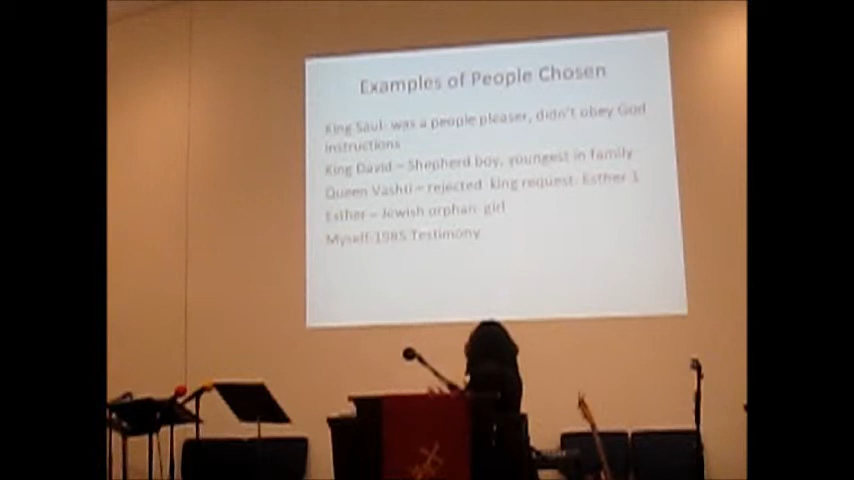 Examples of People Chosen
King Saul- was a people pleaser, didn't obey God
instructions
King David – Shepherd boy, youngest in family
Queen Vashti – rejected king request. Esther 1
Esther – Jewish orphan girl
Myself-1985 Testimony